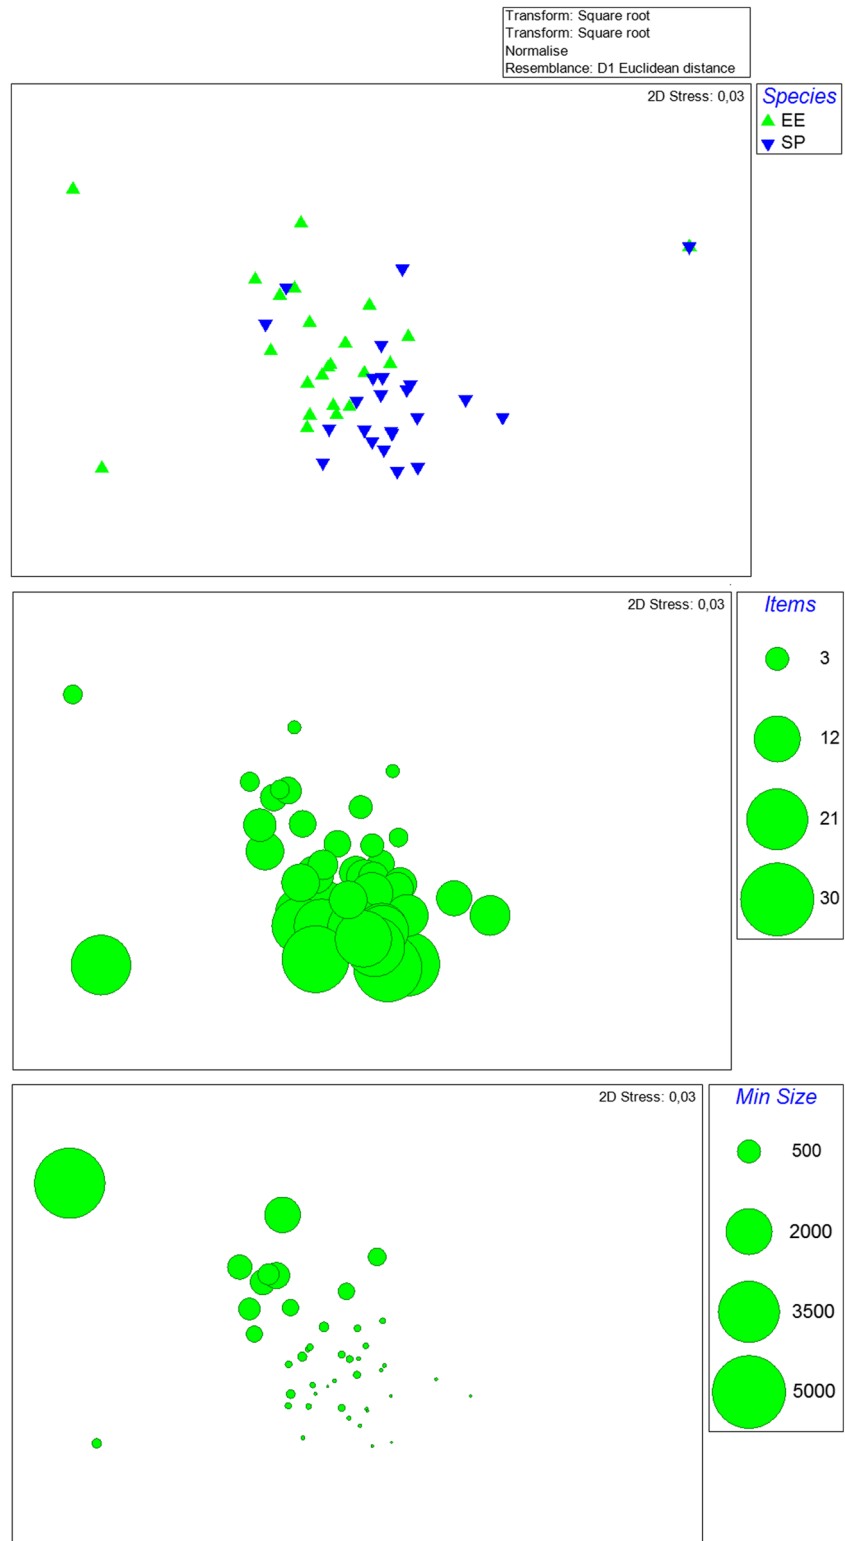 Transform: Square root
Transform: Square root
Normalise
Resemblance: D1 Euclidean distance
2D Stress: 0,03
Species
EE
SP
2D Stress: 0,03
Items
3
12
21
30
2D Stress: 0,03
Min Size
500
2000
3500
5000